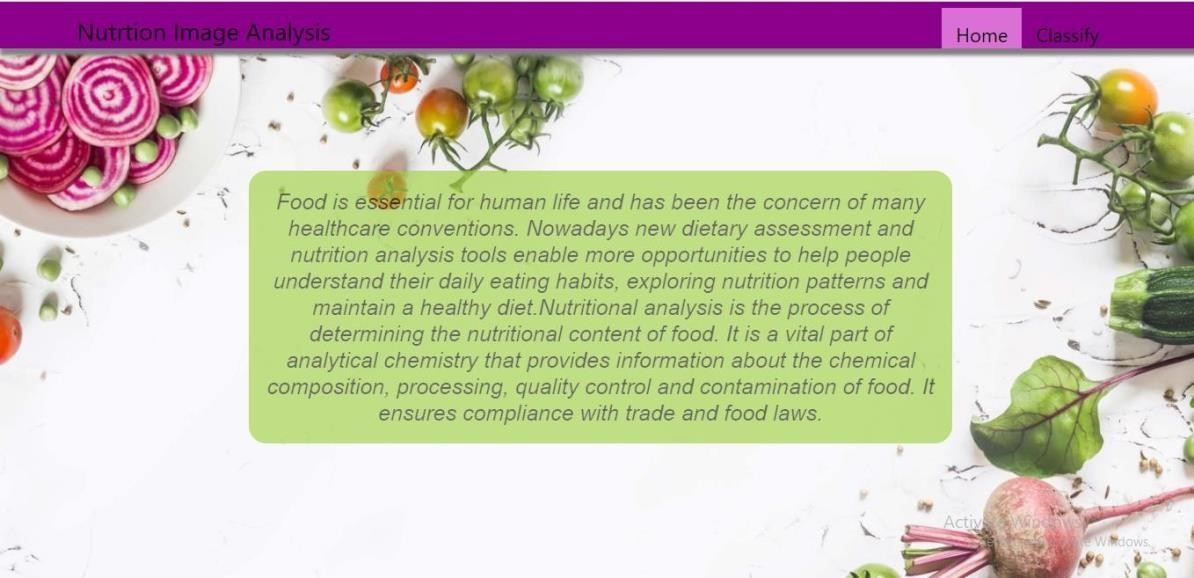 Nutrtion Image Analysis
Home Classify
Food is essential for human life and has been the concern of many
healthcare conventions. Nowadays new dietary assessment and
nutrition analysis tools enable more opportunities to help people
understand their daily eating habits, exploring nutrition patterns and
maintain a healthy diet.Nutritional analysis is the process of
determining the nutritional content of food. It is a vital part of
analytical chemistry that provides information about the chemical
composition, processing, quality control and contamination of food. It
ensures compliance with trade and food laws.
Activate Windows
Windows.